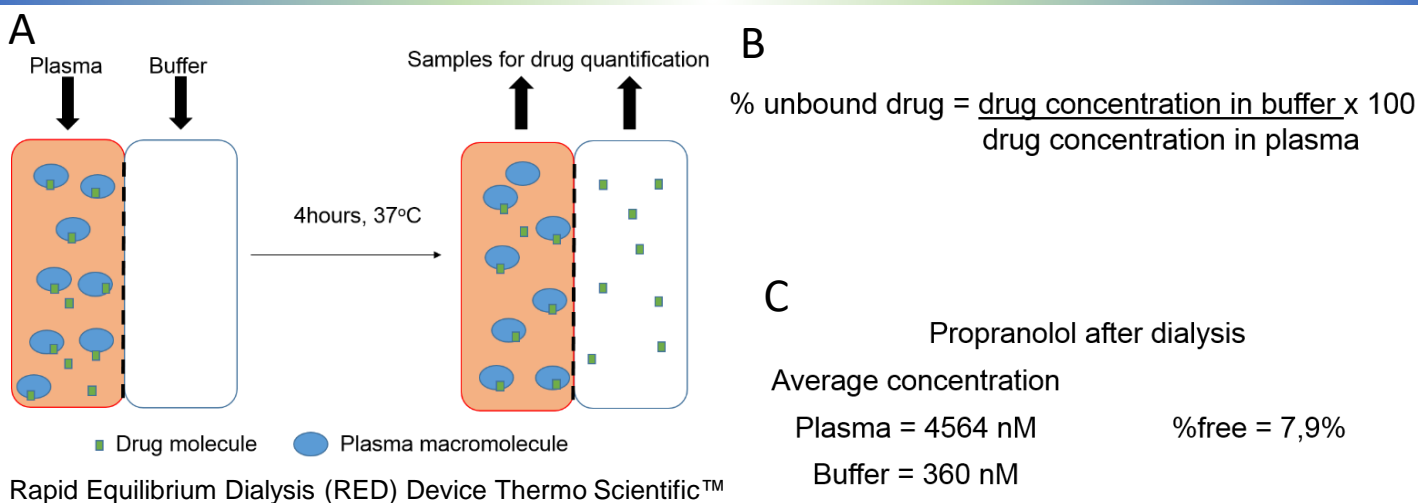 A
Plasma
Buffer
Samples for drug quantification
4hours, 37°C
Drug molecule
Plasma macromolecule
Rapid Equilibrium Dialysis (RED) Device Thermo Scientific™
B
% unbound drug = drug concentration in buffer x 100
drug concentration in plasma
C
Propranolol after dialysis
Average concentration
Plasma = 4564 nM
%free = 7,9%
Buffer = 360 nM